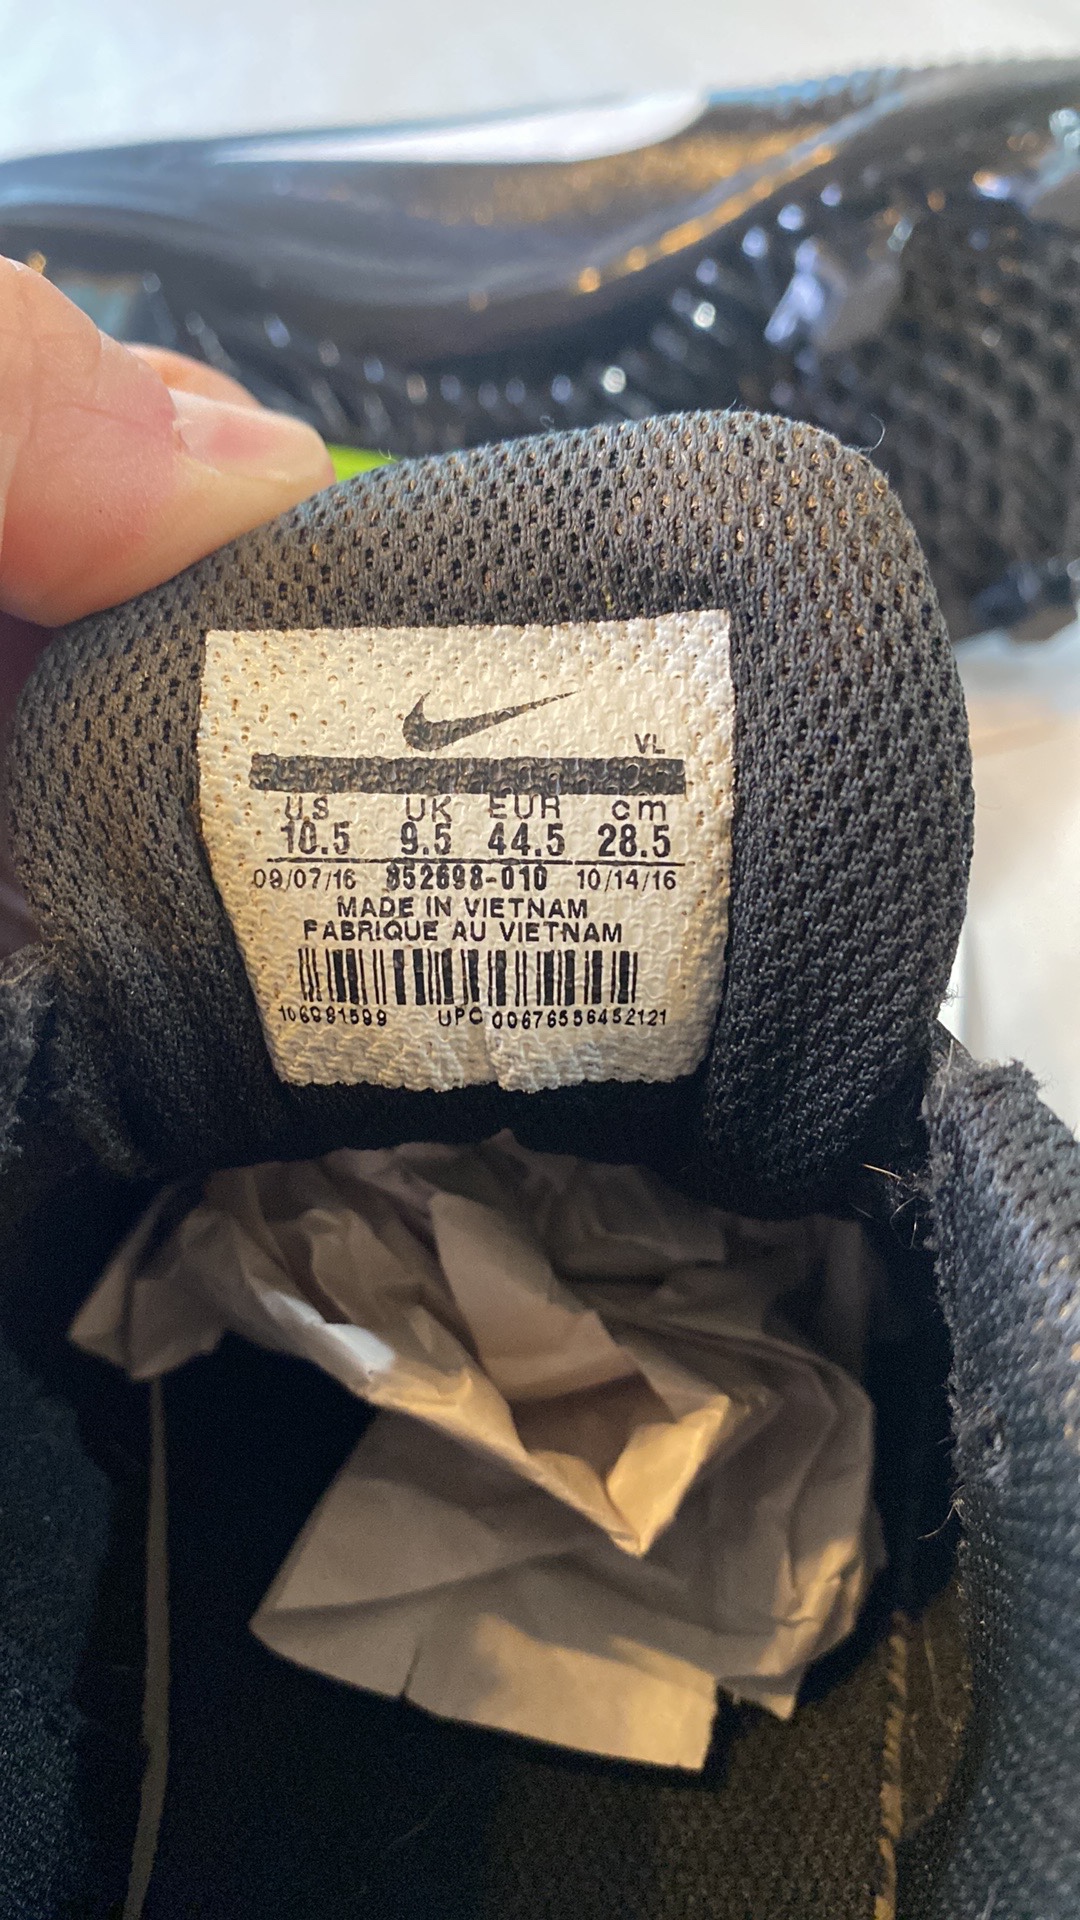 VL
US UK EUR cm
10.5 9.5 44.5 28.5
09/07/16 852698-010 10/14/16
MADE IN VIETNAM
FABRIQUE AU VIETNAM
106091599 UPC 00676556452121